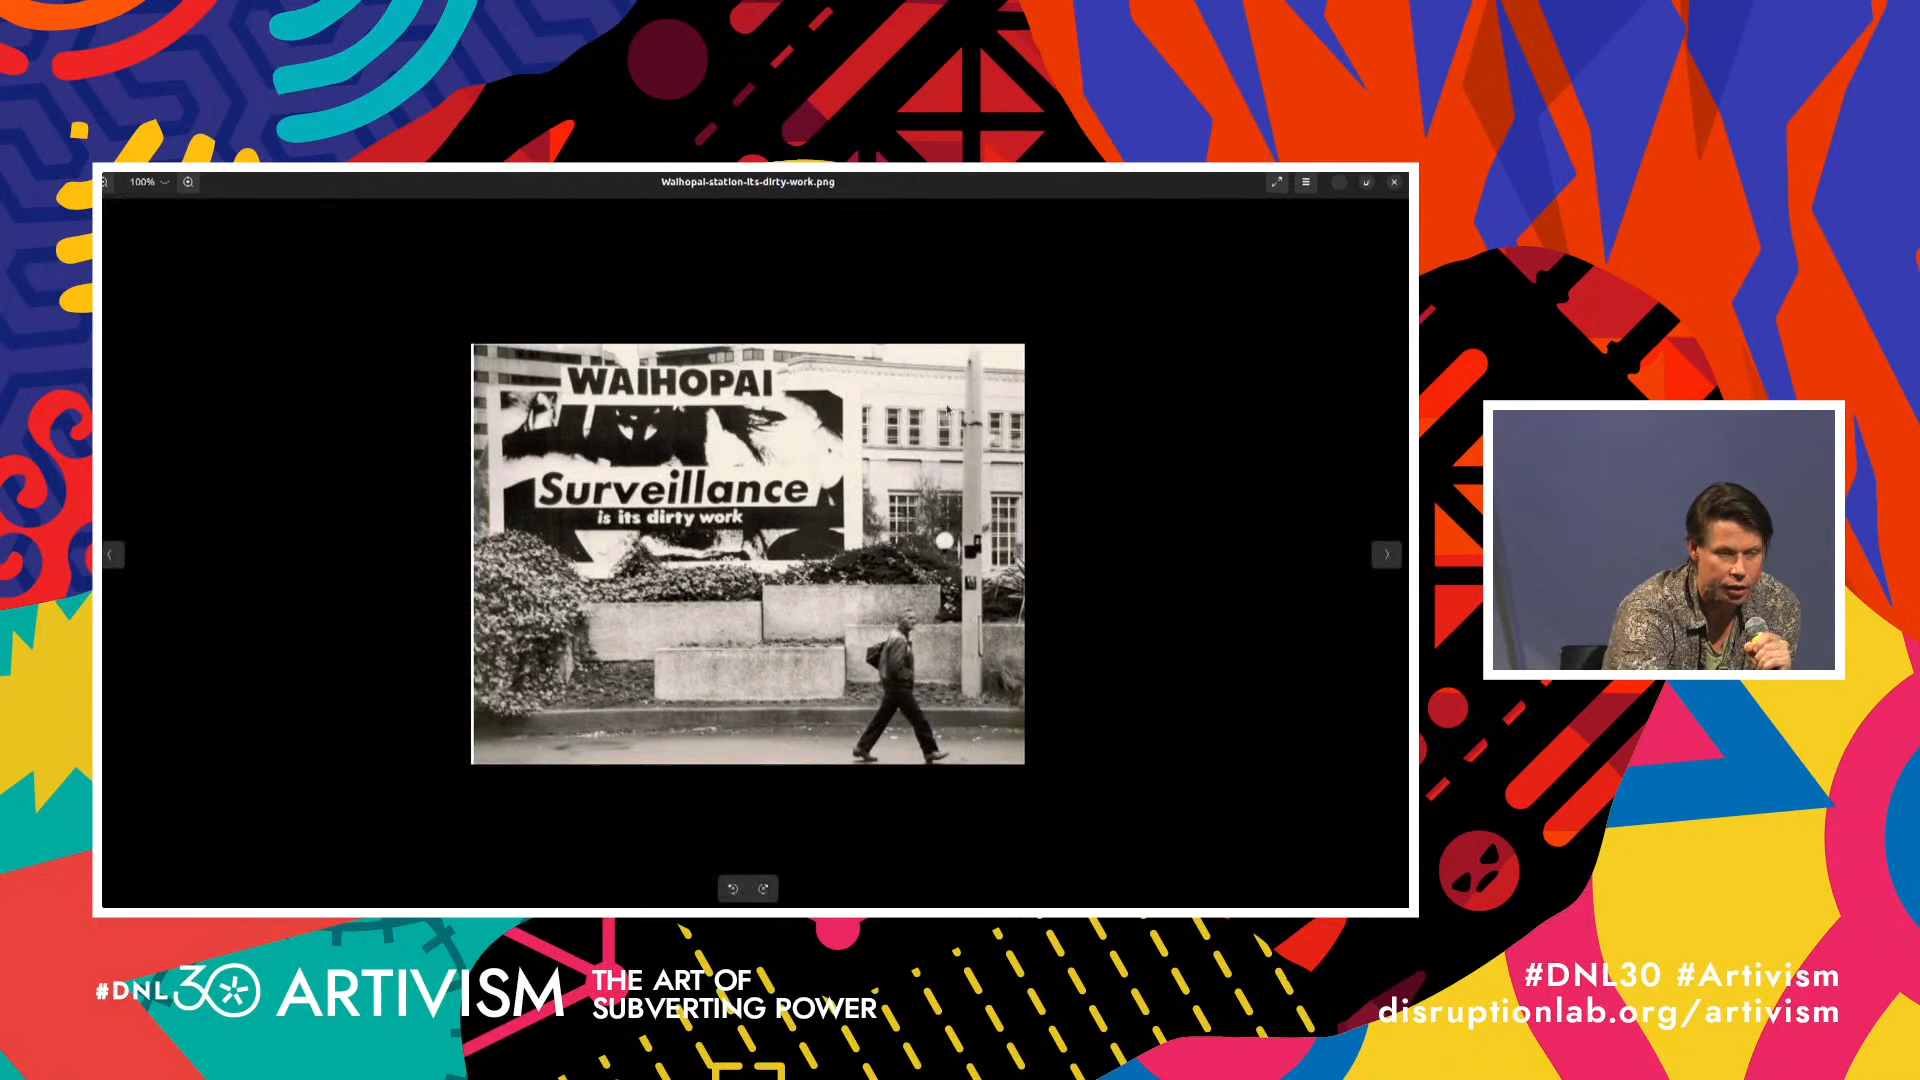 100%
Waihopai-station-its-dirty-work.png
WAIHOPAI
Surveillance
is its dirty work
#DNL30 ARTIVISM
THE ART OF
SUBVERTING POWER
#DNL30 #Artivism
disruptionlab.org/artivism